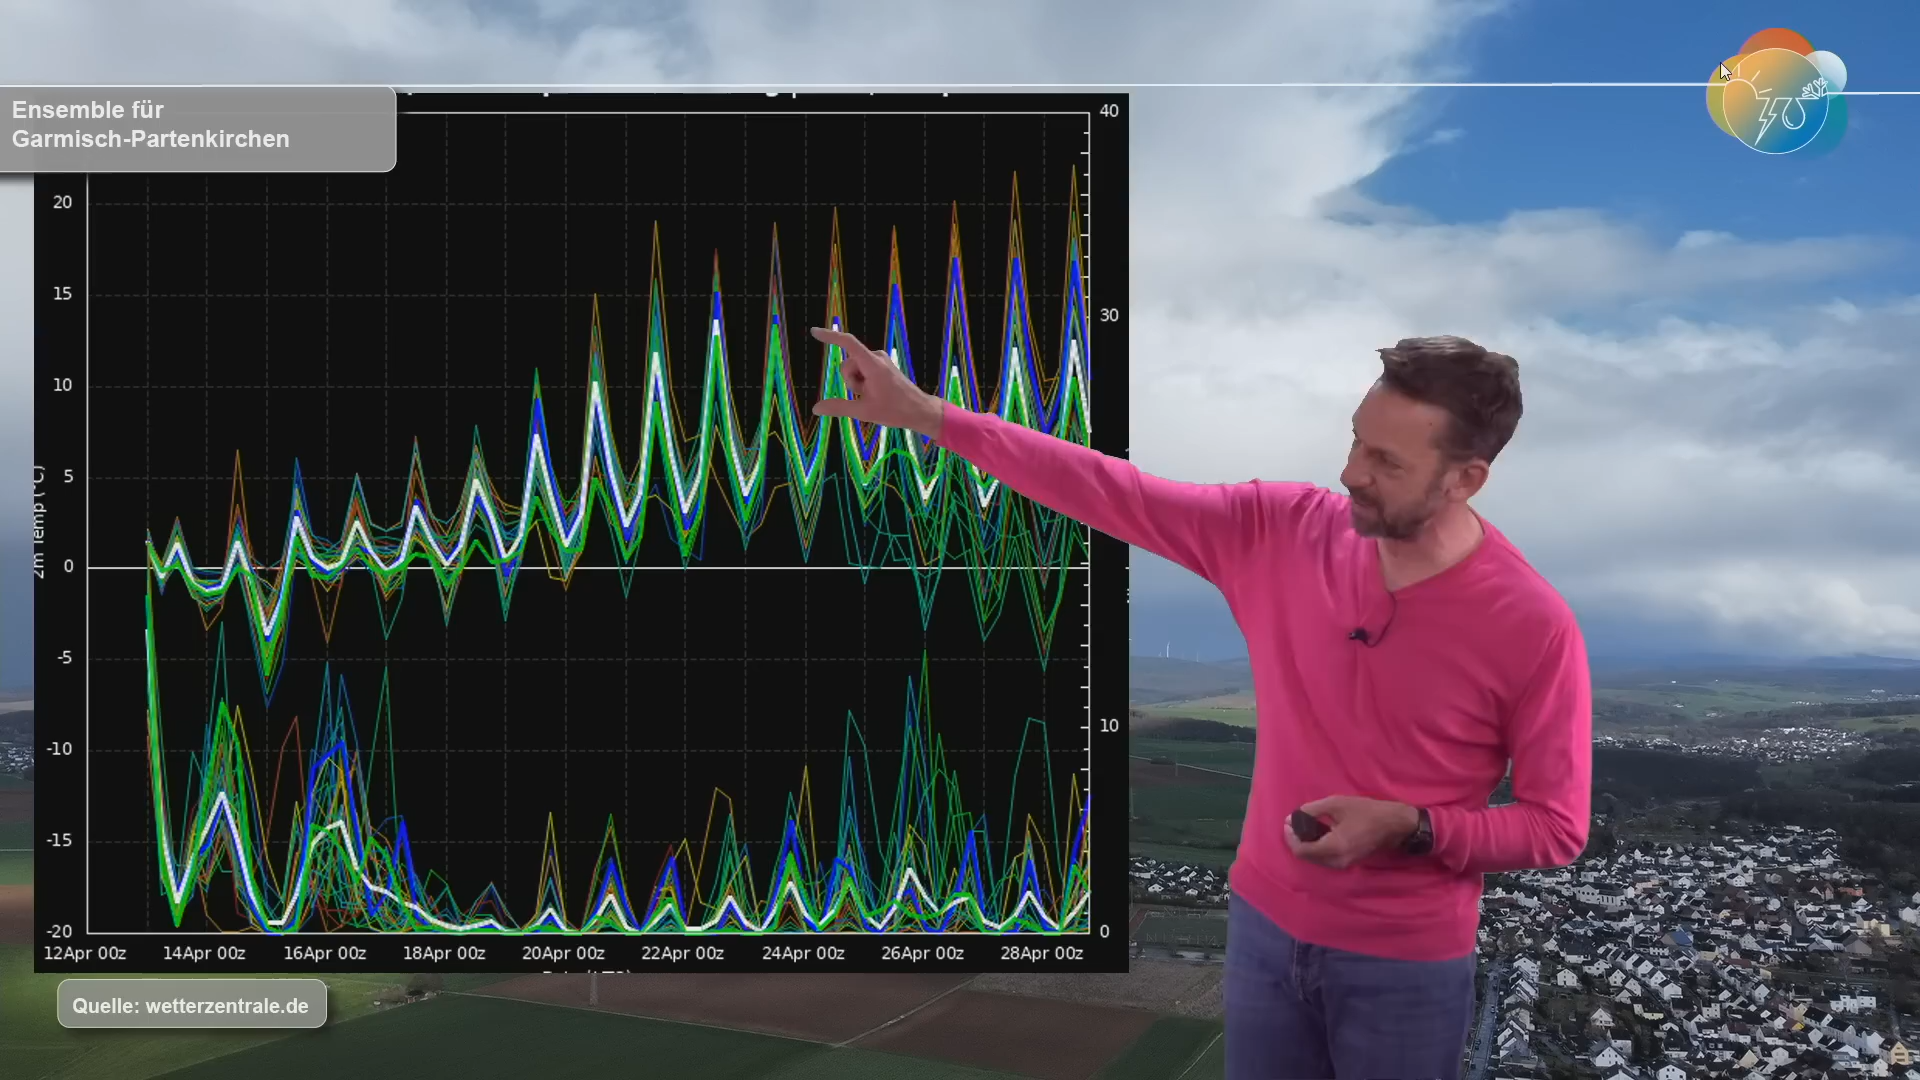 Ensemble für
Garmisch-Partenkirchen
40
20
15
30
10
5
2m Temp (°C)
0
-5
-10
10
-15
-20
0
12Apr 00z 14Apr 00z 16Apr 00z 18Apr 00z 20Apr 00z 22Apr 00z 24Apr 00z 26Apr 00z 28Apr 00z
Quelle: wetterzentrale.de